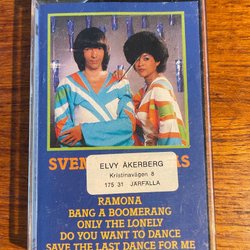 SVEN
KS
ELVY ÅKERBERG
Kristinavägen 8
175 31 JÄRFÄLLA
RAMONA
BANG A BOOMERANG
ONLY THE LONELY
DO YOU WANT TO DANCE
SAVE THE LAST DANCE FOR ME